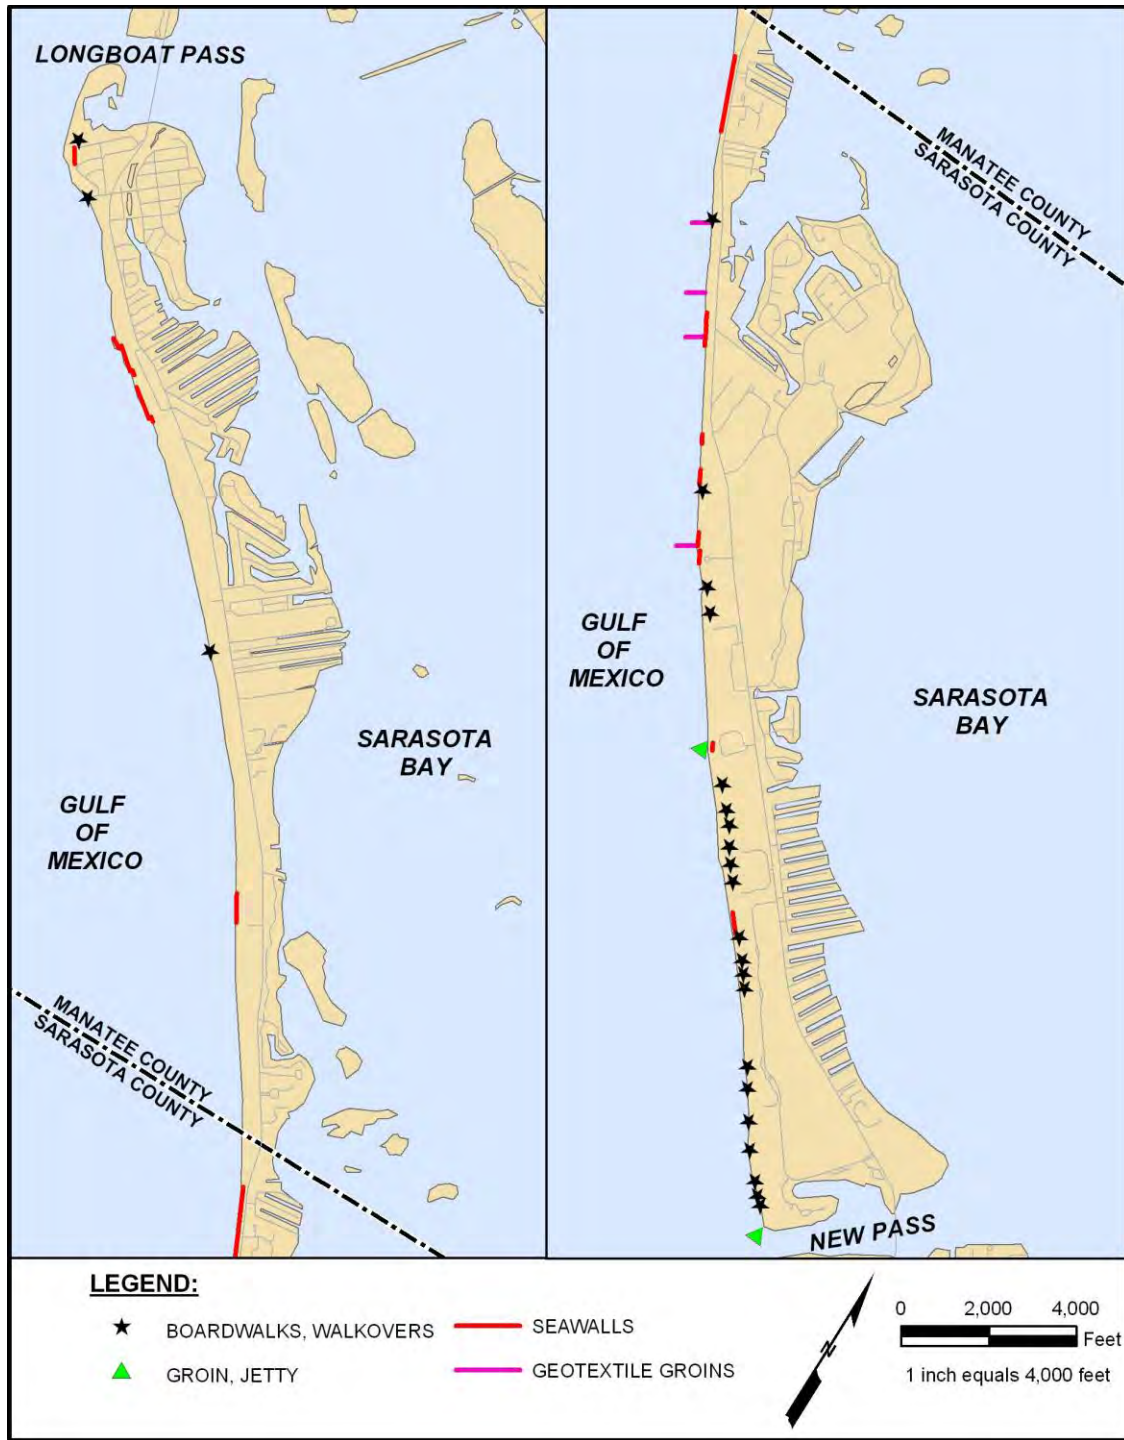 LONGBOAT PASS
MANATEE COUNTY
SARASOTA COUNTY
GULF
OF
MEXICO
SARASOTA
BAY
GULF
OF
MEXICO
SARASOTA
BAY
MANATEE COUNTY
SARASOTA COUNTY
NEW PASS
LEGEND:
BOARDWALKS, WALKOVERS
SEAWALLS
GROIN, JETTY
GEOTEXTILE GROINS
N
0 2,000 4,000
Feet
1 inch equals 4,000 feet